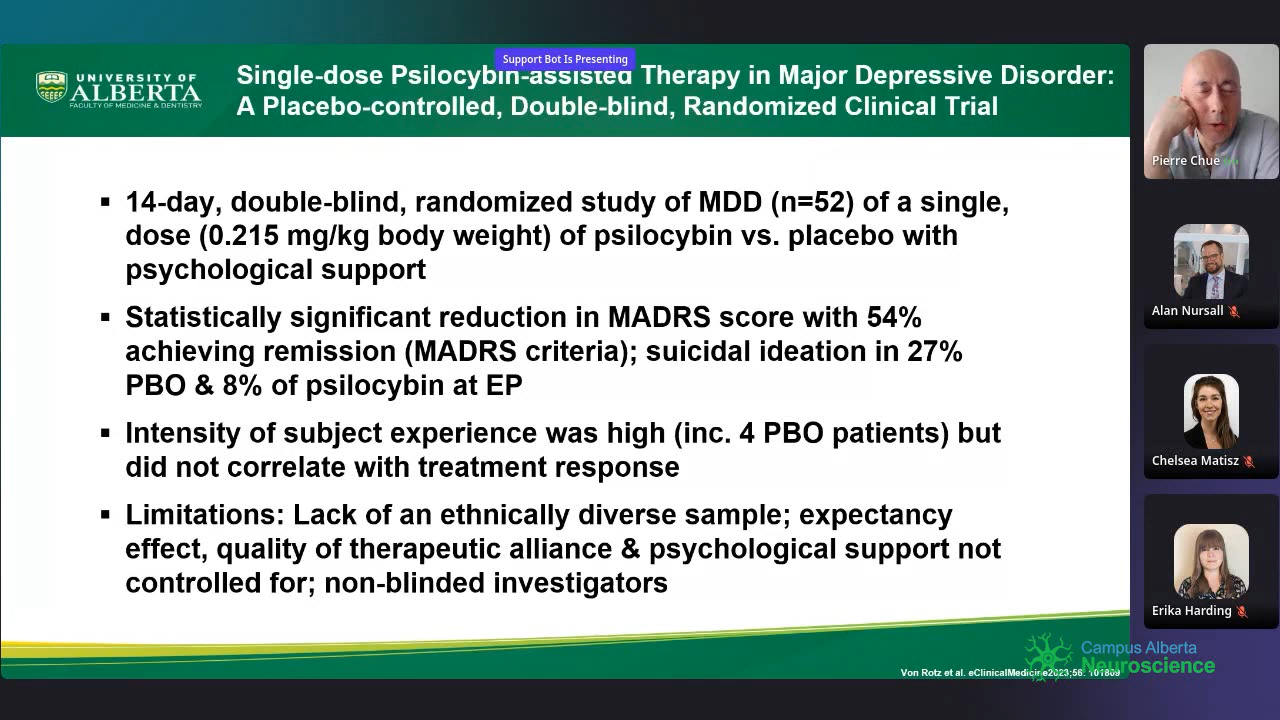 Support Bot Is Presenting
UNIVERSITY OF
ALBERTA
FACULTY OF MEDICINE & DENTISTRY
Single-dose Psilocybin-assisted Therapy in Major Depressive Disorder:
A Placebo-controlled, Double-blind, Randomized Clinical Trial
▪ 14-day, double-blind, randomized study of MDD (n=52) of a single,
dose (0.215 mg/kg body weight) of psilocybin vs. placebo with
psychological support
▪ Statistically significant reduction in MADRS score with 54%
achieving remission (MADRS criteria); suicidal ideation in 27%
PBO & 8% of psilocybin at EP
▪ Intensity of subject experience was high (inc. 4 PBO patients) but
did not correlate with treatment response
▪ Limitations: Lack of an ethnically diverse sample; expectancy
effect, quality of therapeutic alliance & psychological support not
controlled for; non-blinded investigators
Von Rotz et al. eClinicalMedicine2023;56: 101809
Campus Alberta
Neuroscience
Pierre Chue
Alan Nursall
Chelsea Matisz
Erika Harding